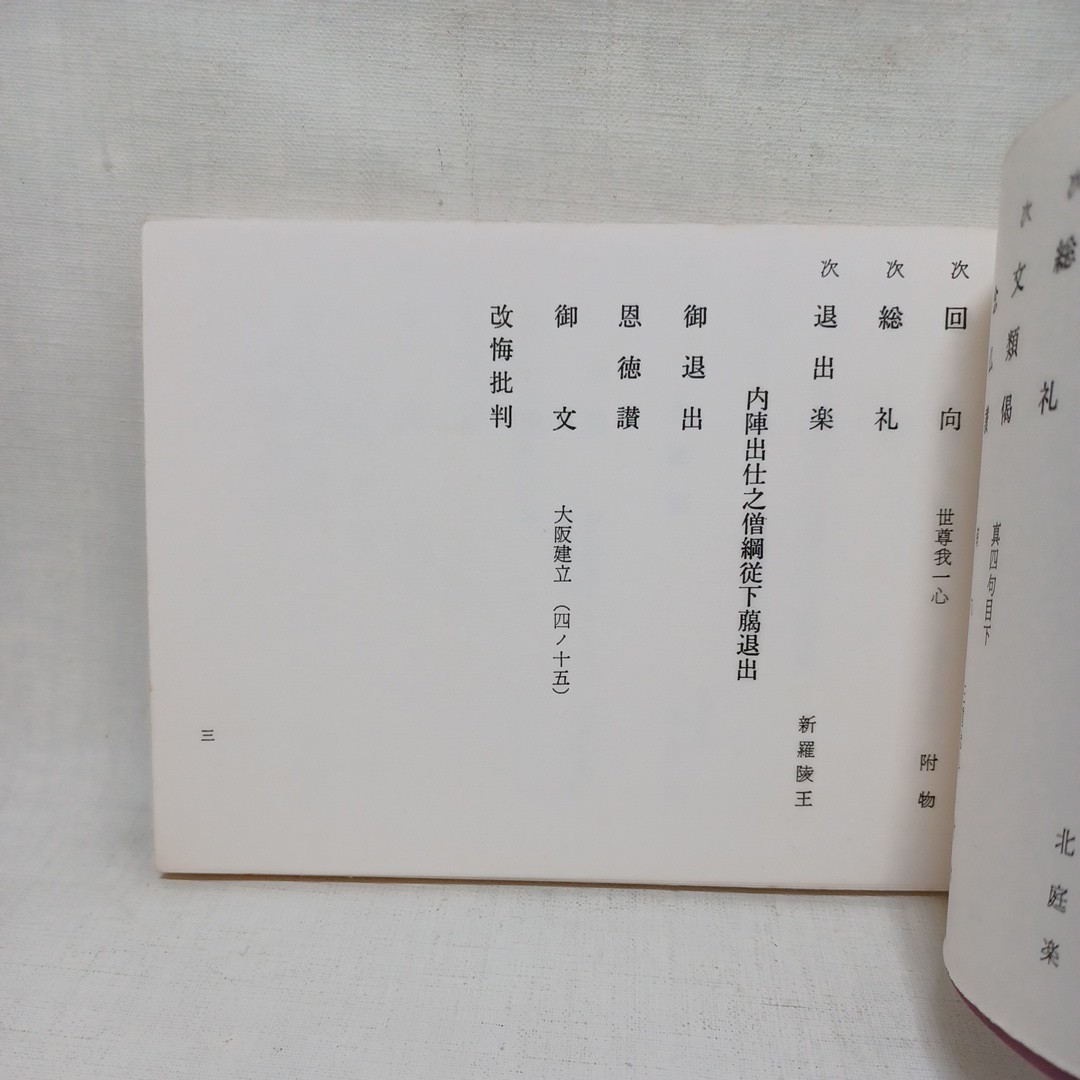 次 総礼
北庭楽
次 文類偈
真四句目下
次 回向 世尊我一心 附物
次 総礼
次 退出楽 新羅陵王
内陣出仕之僧綱従下﨟退出
御退出
恩徳讃
御文 大阪建立 (四ノ十五)
改悔批判
三